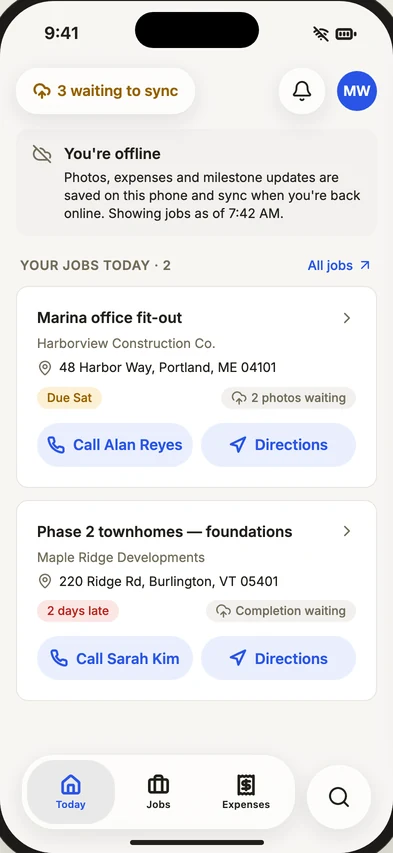 9:41
3 waiting to sync
MW
You're offline
Photos, expenses and milestone updates are
saved on this phone and sync when you're back
online. Showing jobs as of 7:42 AM.
YOUR JOBS TODAY · 2
All jobs
Marina office fit-out
Harborview Construction Co.
48 Harbor Way, Portland, ME 04101
Due Sat
2 photos waiting
Call Alan Reyes
Directions
Phase 2 townhomes — foundations
Maple Ridge Developments
220 Ridge Rd, Burlington, VT 05401
2 days late
Completion waiting
Call Sarah Kim
Directions
Today
Jobs
Expenses